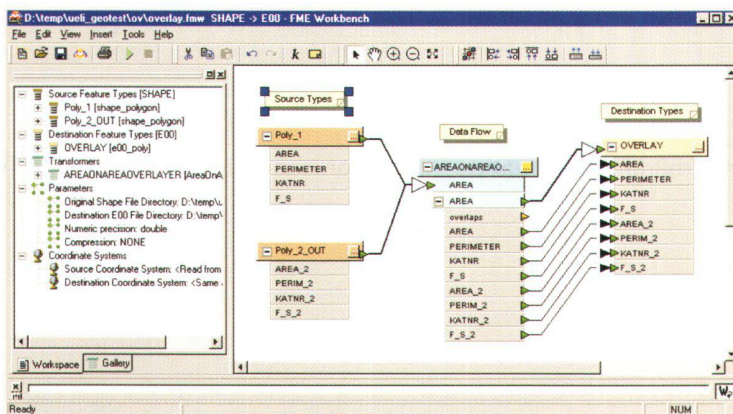 D:\temp\ueli_geotest\ov\overlay.fmw SHAPE -> E00 - FME Workbench
File Edit View Insert Tools Help
Source Feature Types [SHAPE]
Poly_1 [shape_polygon]
Poly_2_OUT [shape_polygon]
Destination Feature Types [E00]
OVERLAY [e00_poly]
Transformers
AREAONAREAOVERLAYER [AreaOnA
Parameters
Original Shape File Directory: D:\temp\u
Destination E00 File Directory: D:\temp\
Numeric precision: double
Compression: NONE
Coordinate Systems
Source Coordinate System: <Read from
Destination Coordinate System: <Same
Workspace Gallery
Source Types
Poly_1 ...
AREA
PERIMETER
KATNR
F_S
Poly_2_OUT ...
AREA_2
PERIM_2
KATNR_2
F_S_2
Data Flow
AREAONAREAO... ...
AREA
AREA
overlaps
AREA
PERIMETER
KATNR
F_S
AREA_2
PERIM_2
KATNR_2
F_S_2
Destination Types
OVERLAY ...
AREA
PERIMETER
KATNR
F_S
AREA_2
PERIM_2
KATNR_2
F_S_2
Ready
NUM